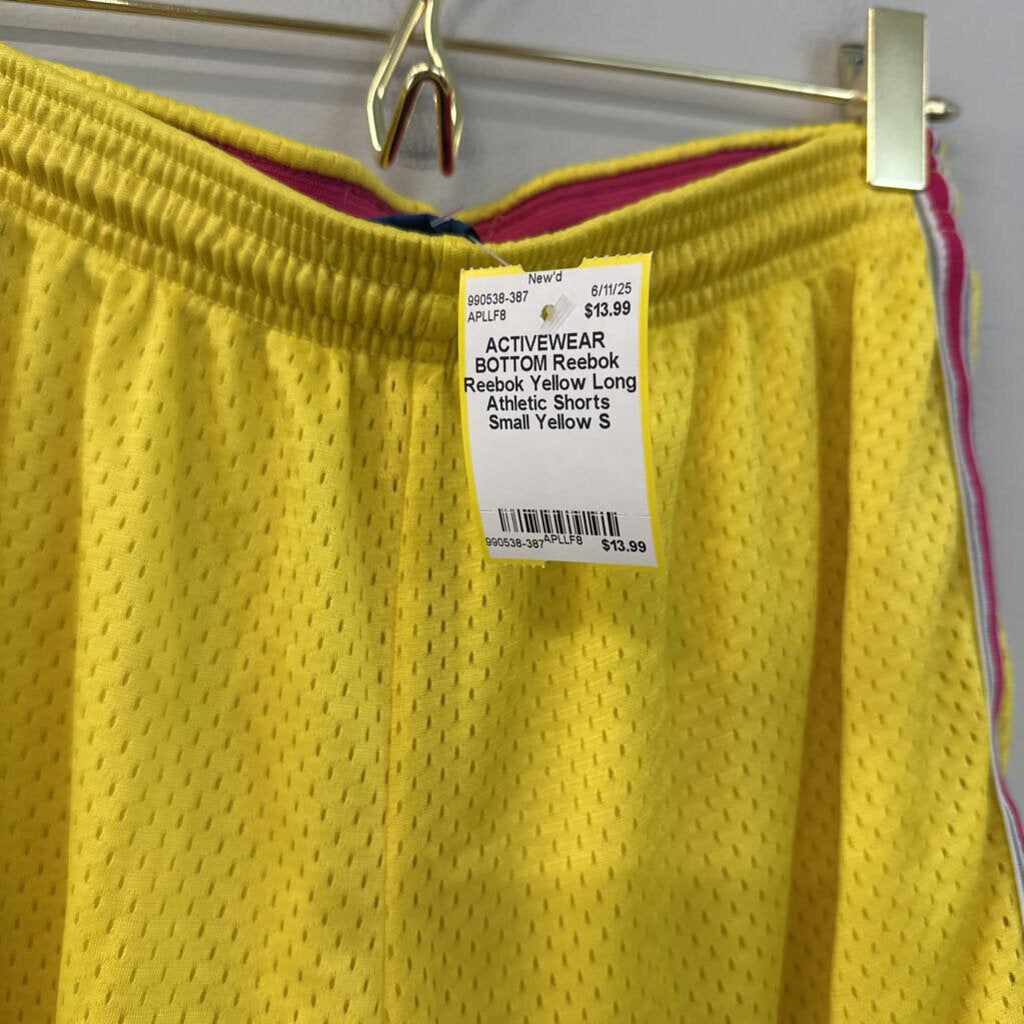 New'd
990538-387 6/11/25
APLLF8 $13.99
ACTIVEWEAR
BOTTOM Reebok
Reebok Yellow Long
Athletic Shorts
Small Yellow S
990538-387 APLLF8 $13.99